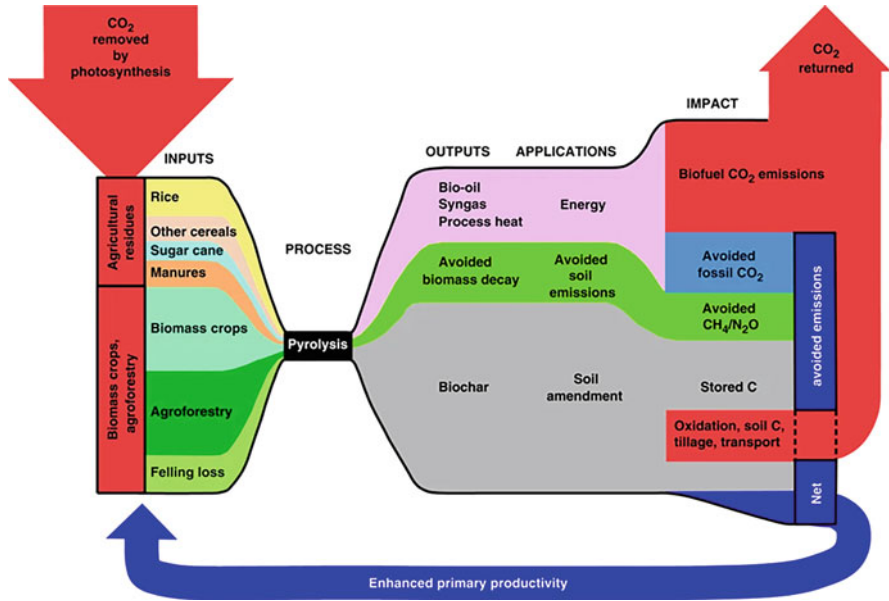 CO₂
removed
by
photosynthesis
CO₂
returned
IMPACT
INPUTS
OUTPUTS
APPLICATIONS
PROCESS
Agricultural
residues
Rice
Other cereals
Sugar cane
Manures
Biomass crops,
agroforestry
Biomass crops
Agroforestry
Felling loss
Pyrolysis
Bio-oil
Syngas
Process heat
Energy
Biofuel CO₂ emissions
Avoided
biomass decay
Avoided
soil
emissions
Avoided
fossil CO₂
Avoided
CH₄/N₂O
avoided emissions
Biochar
Soil
amendment
Stored C
Oxidation, soil C,
tillage, transport
Net
Enhanced primary productivity